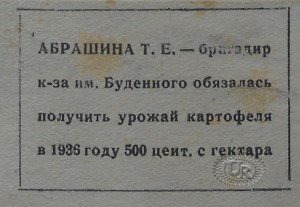 АБРАШИНА Т. Е. — бригадир
к-за им. Буденного обязалась
получить урожай картофеля
в 1936 году 500 цент, с гектара